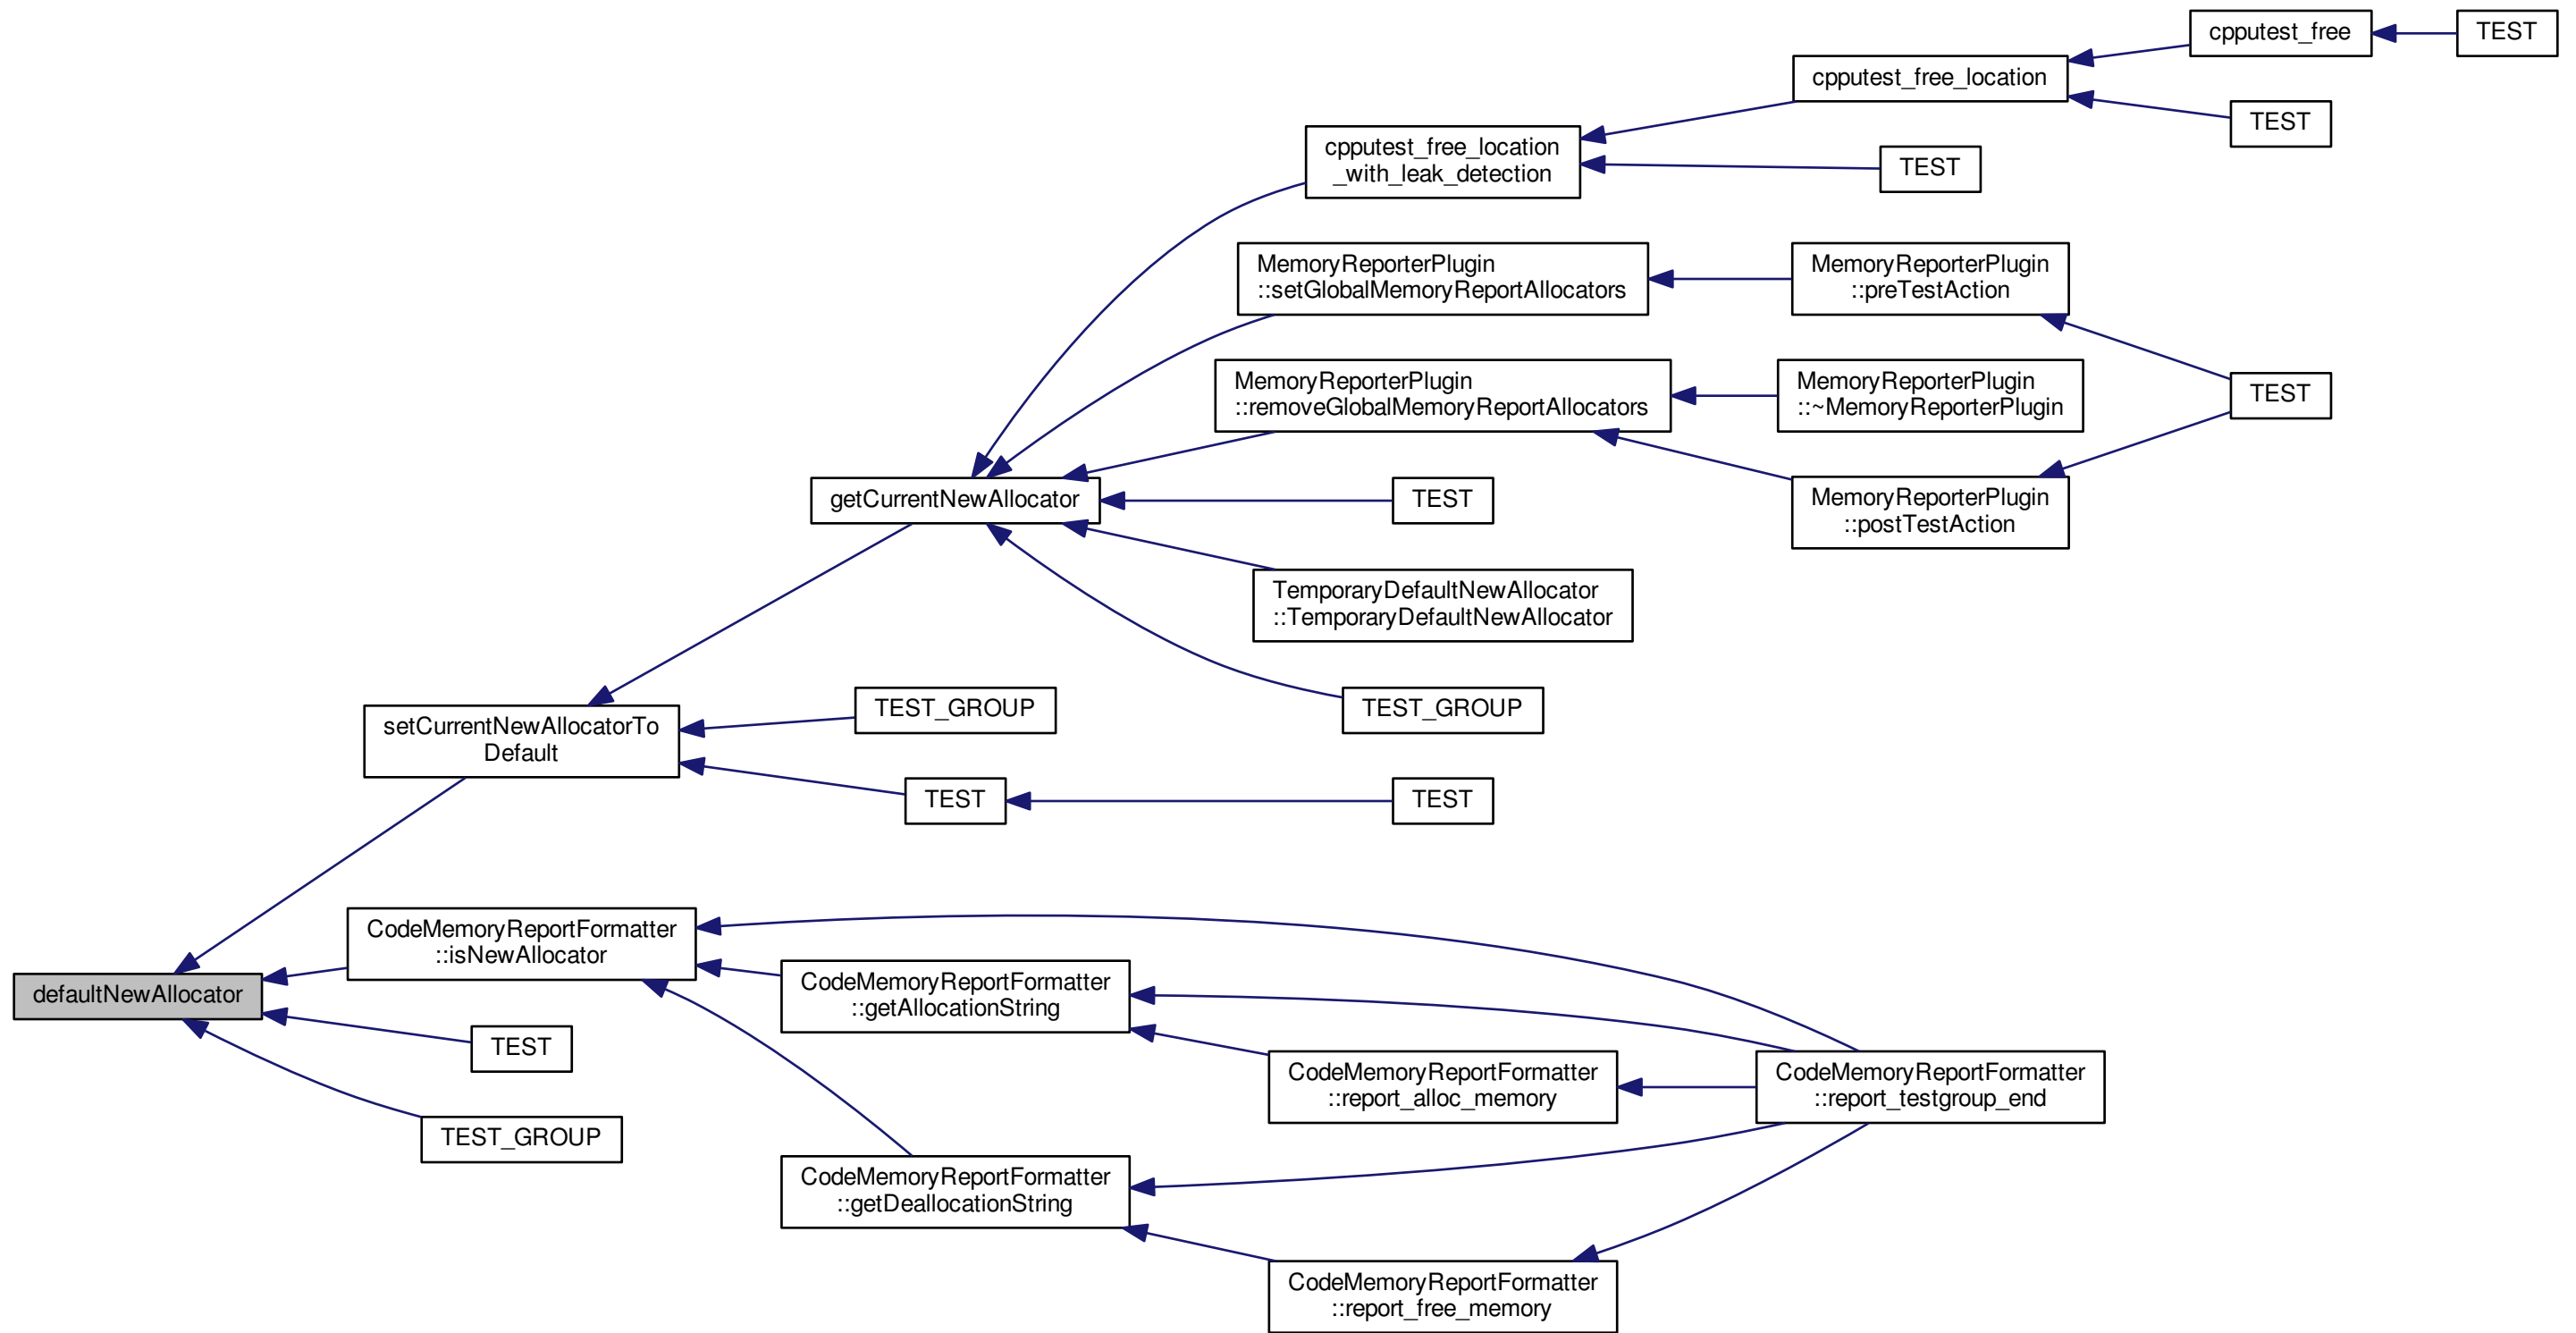 cpputest_free
TEST
cpputest_free_location
TEST
cpputest_free_location
_with_leak_detection
TEST
MemoryReporterPlugin
::setGlobalMemoryReportAllocators
MemoryReporterPlugin
::preTestAction
MemoryReporterPlugin
::removeGlobalMemoryReportAllocators
MemoryReporterPlugin
::~MemoryReporterPlugin
TEST
getCurrentNewAllocator
TEST
MemoryReporterPlugin
::postTestAction
TemporaryDefaultNewAllocator
::TemporaryDefaultNewAllocator
TEST_GROUP
setCurrentNewAllocatorTo
Default
TEST_GROUP
TEST
TEST
CodeMemoryReportFormatter
::isNewAllocator
defaultNewAllocator
CodeMemoryReportFormatter
::getAllocationString
TEST
CodeMemoryReportFormatter
::report_alloc_memory
CodeMemoryReportFormatter
::report_testgroup_end
TEST_GROUP
CodeMemoryReportFormatter
::getDeallocationString
CodeMemoryReportFormatter
::report_free_memory